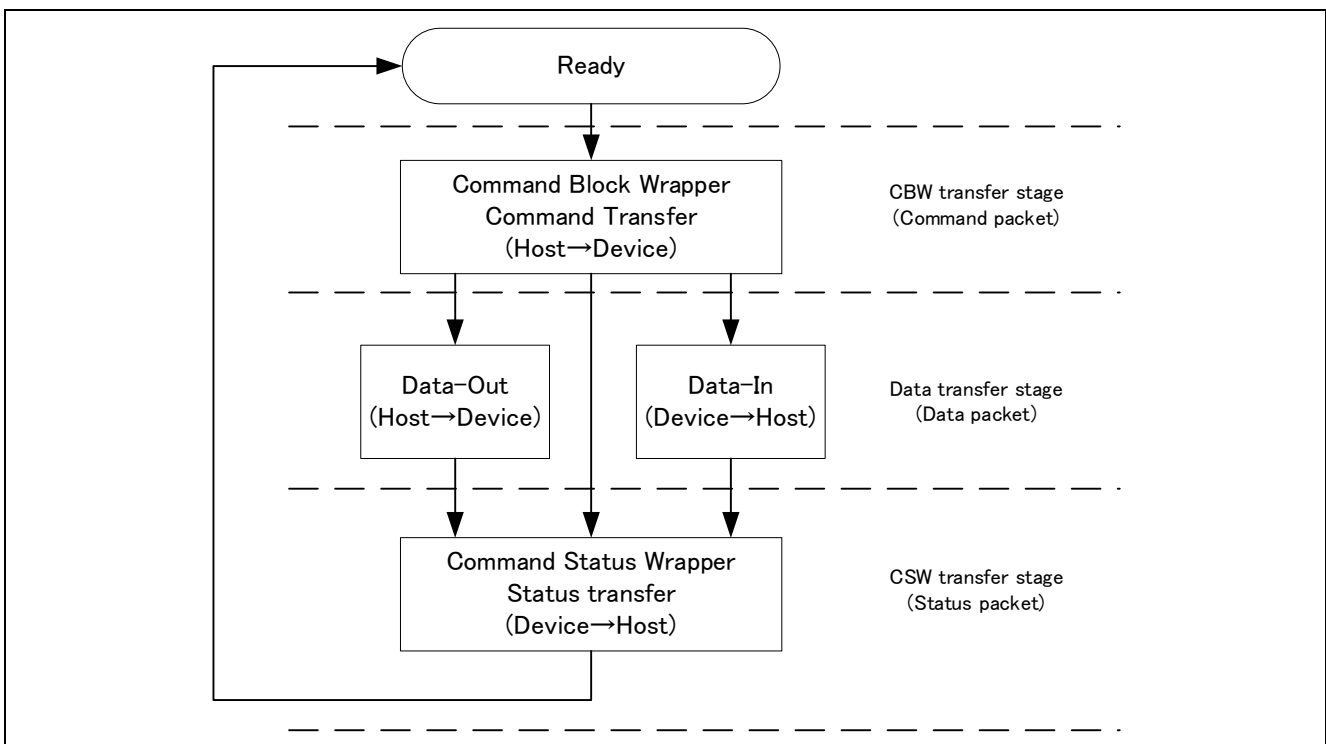 Ready
Command Block Wrapper
Command Transfer
(Host→Device)
CBW transfer stage
(Command packet)
Data-Out
(Host→Device)
Data-In
(Device→Host)
Data transfer stage
(Data packet)
Command Status Wrapper
Status transfer
(Device→Host)
CSW transfer stage
(Status packet)